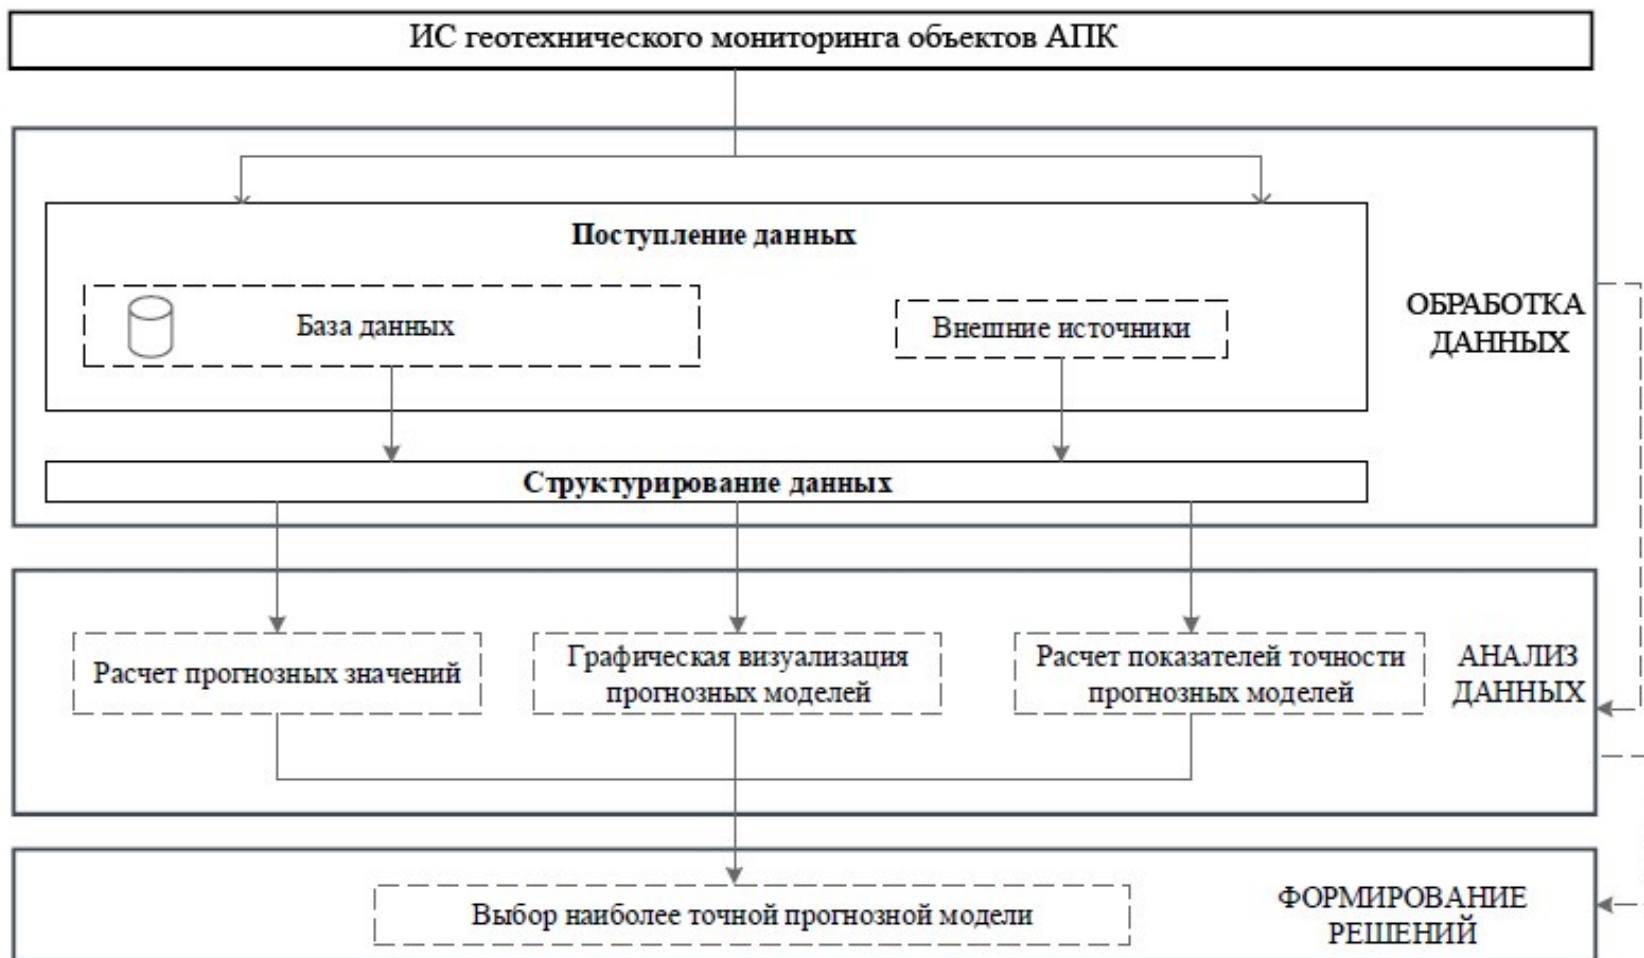 ИС геотехнического мониторинга объектов АПК
Поступление данных
База данных
Внешние источники
ОБРАБОТКА
ДАННЫХ
Структурирование данных
Расчет прогнозных значений
Графическая визуализация
прогнозных моделей
Расчет показателей точности
прогнозных моделей
АНАЛИЗ
ДАННЫХ
Выбор наиболее точной прогнозной модели
ФОРМИРОВАНИЕ
РЕШЕНИЙ